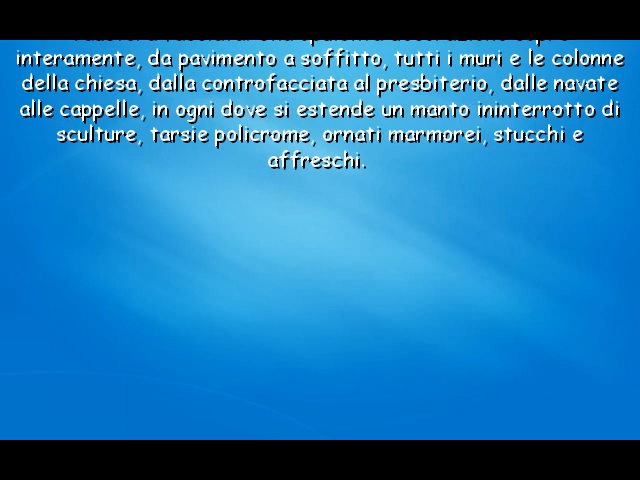 interamente, da pavimento a soffitto, tutti i muri e le colonne
della chiesa, dalla controfacciata al presbiterio, dalle navate
alle cappelle, in ogni dove si estende un manto ininterrotto di
sculture, tarsie policrome, ornati marmorei, stucchi e
affreschi.